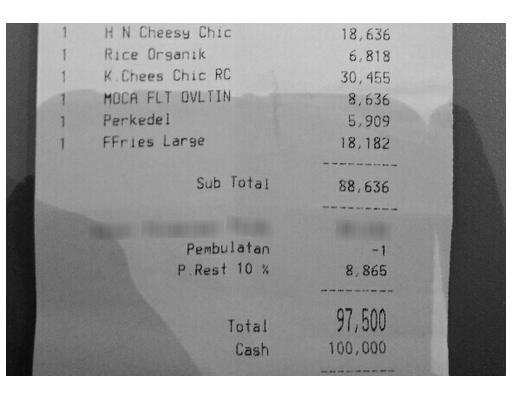 1 H N Cheesy Chic 18,636
1 Rice Organik 6,818
1 K.Chees Chic RC 30,455
1 MOCA FLT OVLTIN 8,636
1 Perkedel 5,909
1 FFries Large 18,182
----------
Sub Total 88,636
----------
Pembulatan -1
P.Rest 10 % 8,865
----------
Total 97,500
Cash 100,000
----------